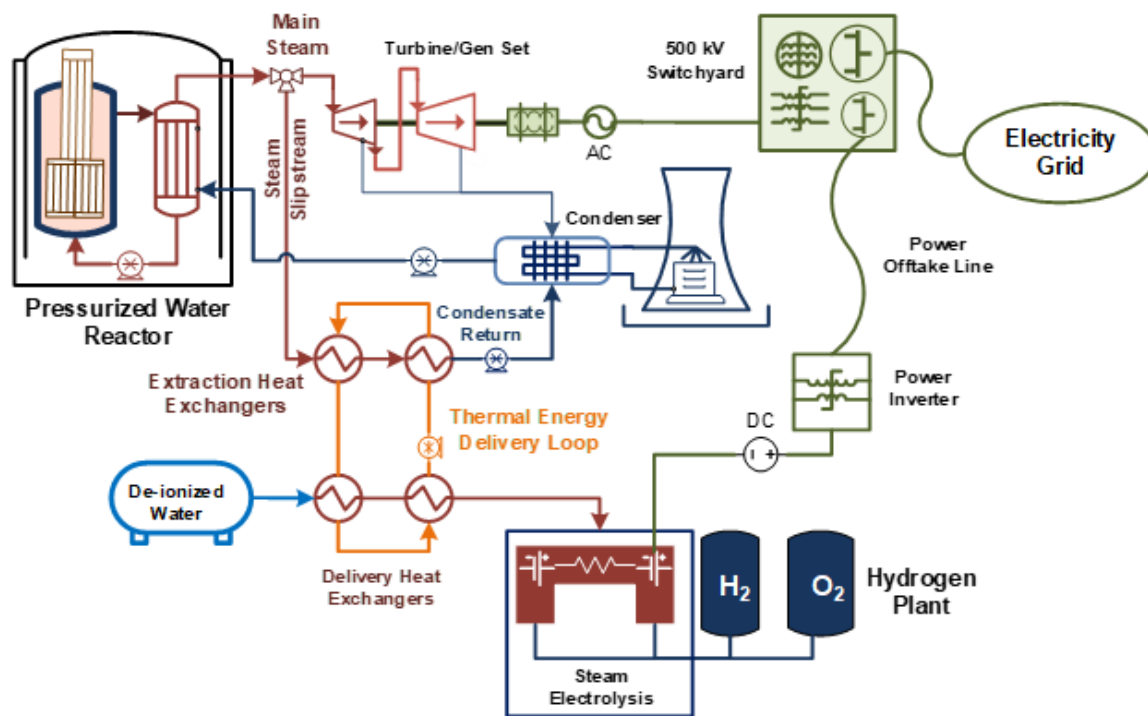 Main
Steam
Turbine/Gen Set
500 kV
Switchyard
AC
Electricity
Grid
Steam
Slip stream
Condenser
Power
Offtake Line
Pressurized Water
Reactor
Condensate
Return
Extraction Heat
Exchangers
Power
Inverter
Thermal Energy
Delivery Loop
DC
De-ionized
Water
Delivery Heat
Exchangers
H2
O2
Hydrogen
Plant
Steam
Electrolysis